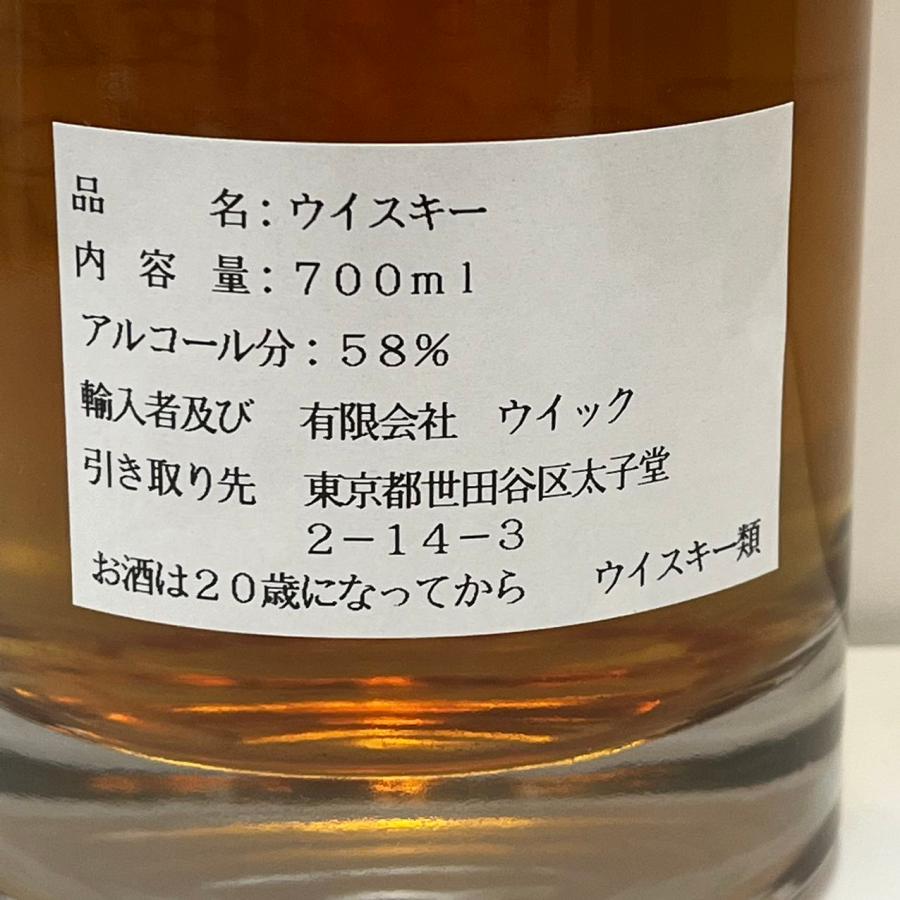 品　　名：ウイスキー
内　容　量：７００ｍｌ
アルコール分：５８％
輸入者及び　有限会社　ウイック
引き取り先　東京都世田谷区太子堂
２－１４－３
お酒は２０歳になってから　ウイスキー類